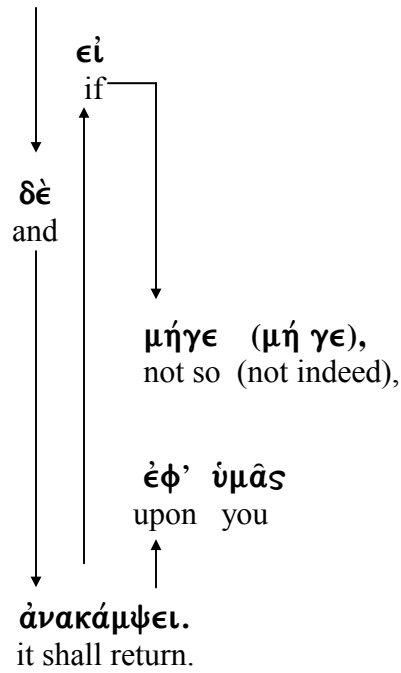 εἰ
if
δὲ
and
μήγε (μή γε),
not so (not indeed),
ἐφ’ ὑμᾶς
upon you
ἀνακάμψει.
it shall return.